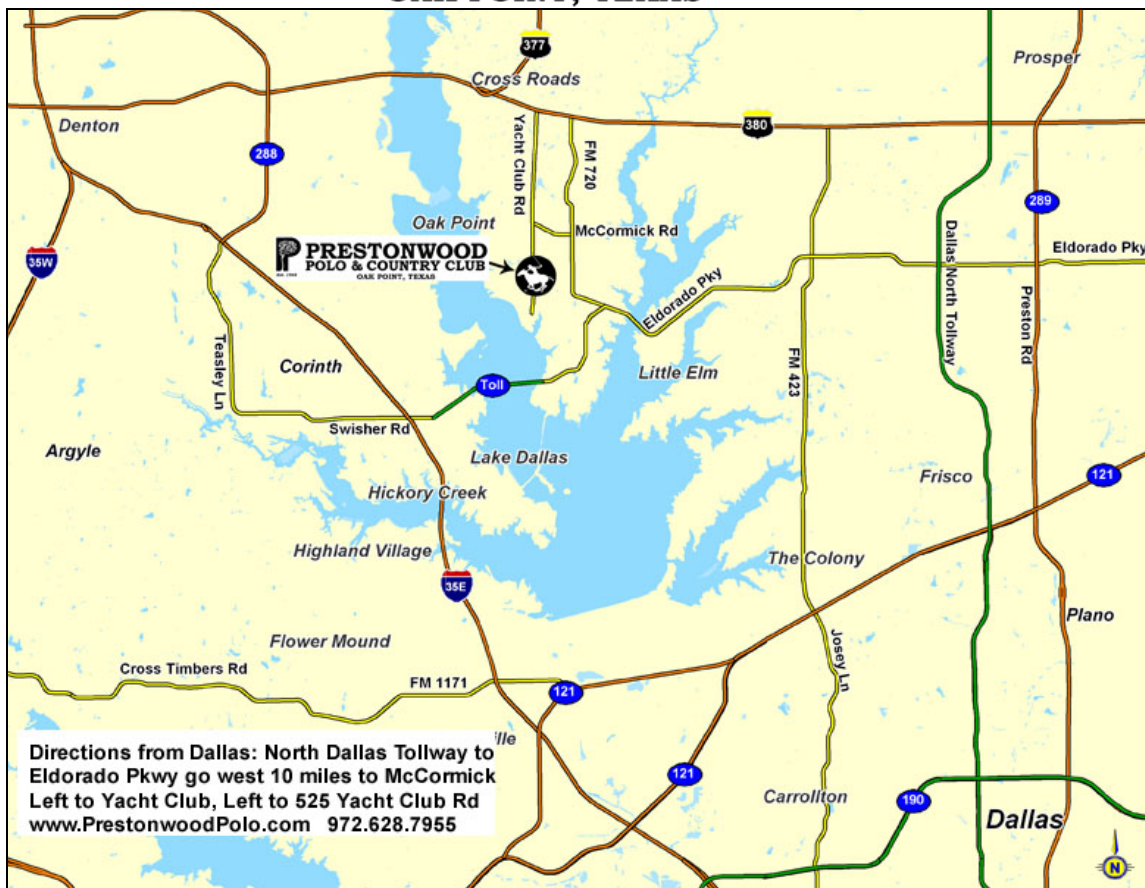 377
Prosper
Cross Roads
Denton
380
288
Yacht Club Rd
FM 720
289
Oak Point
McCormick Rd
Dallas North Tollway
PRESTONWOOD
POLO & COUNTRY CLUB
OAK POINT, TEXAS
Eldorado Pky
35W
Eldorado Pky
Preston Rd
Teasley Ln
Corinth
FM 423
Little Elm
Toll
Swisher Rd
Argyle
Lake Dallas
Frisco
121
Hickory Creek
Highland Village
The Colony
35E
Plano
Flower Mound
Josey Ln
Cross Timbers Rd
FM 1171
121
Directions from Dallas: North Dallas Tollway to
Eldorado Pkwy go west 10 miles to McCormick
Left to Yacht Club, Left to 525 Yacht Club Rd
www.PrestonwoodPolo.com 972.628.7955
ille
121
Carrollton
190
Dallas
N